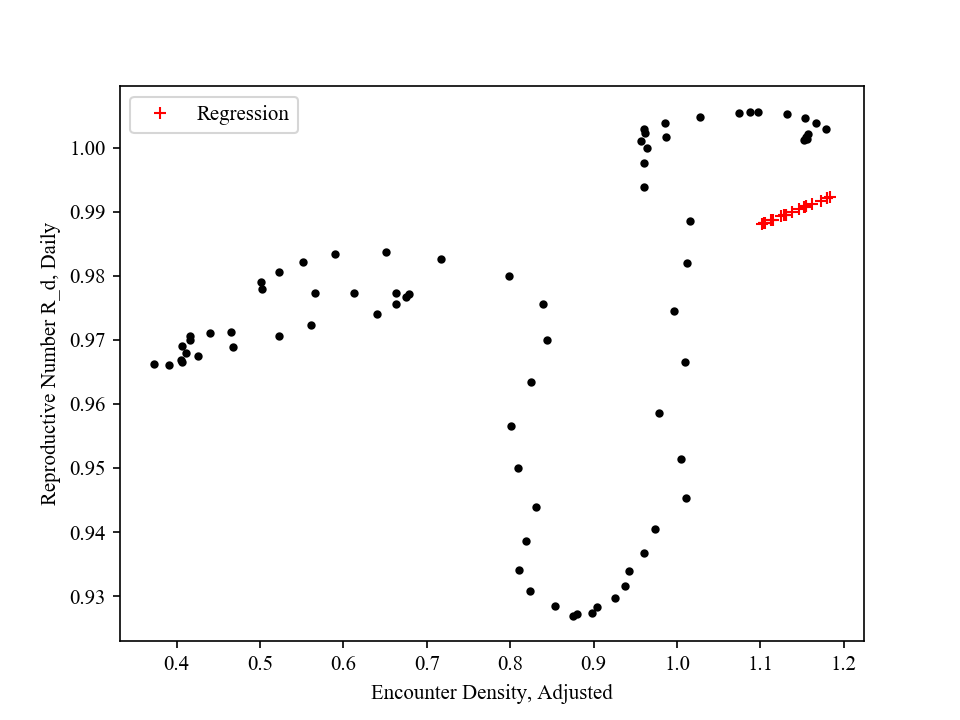 Regression
1.00
0.99
0.98
0.97
0.96
0.95
0.94
0.93
Reproductive Number R_d, Daily
0.4 0.5 0.6 0.7 0.8 0.9 1.0 1.1 1.2
Encounter Density, Adjusted